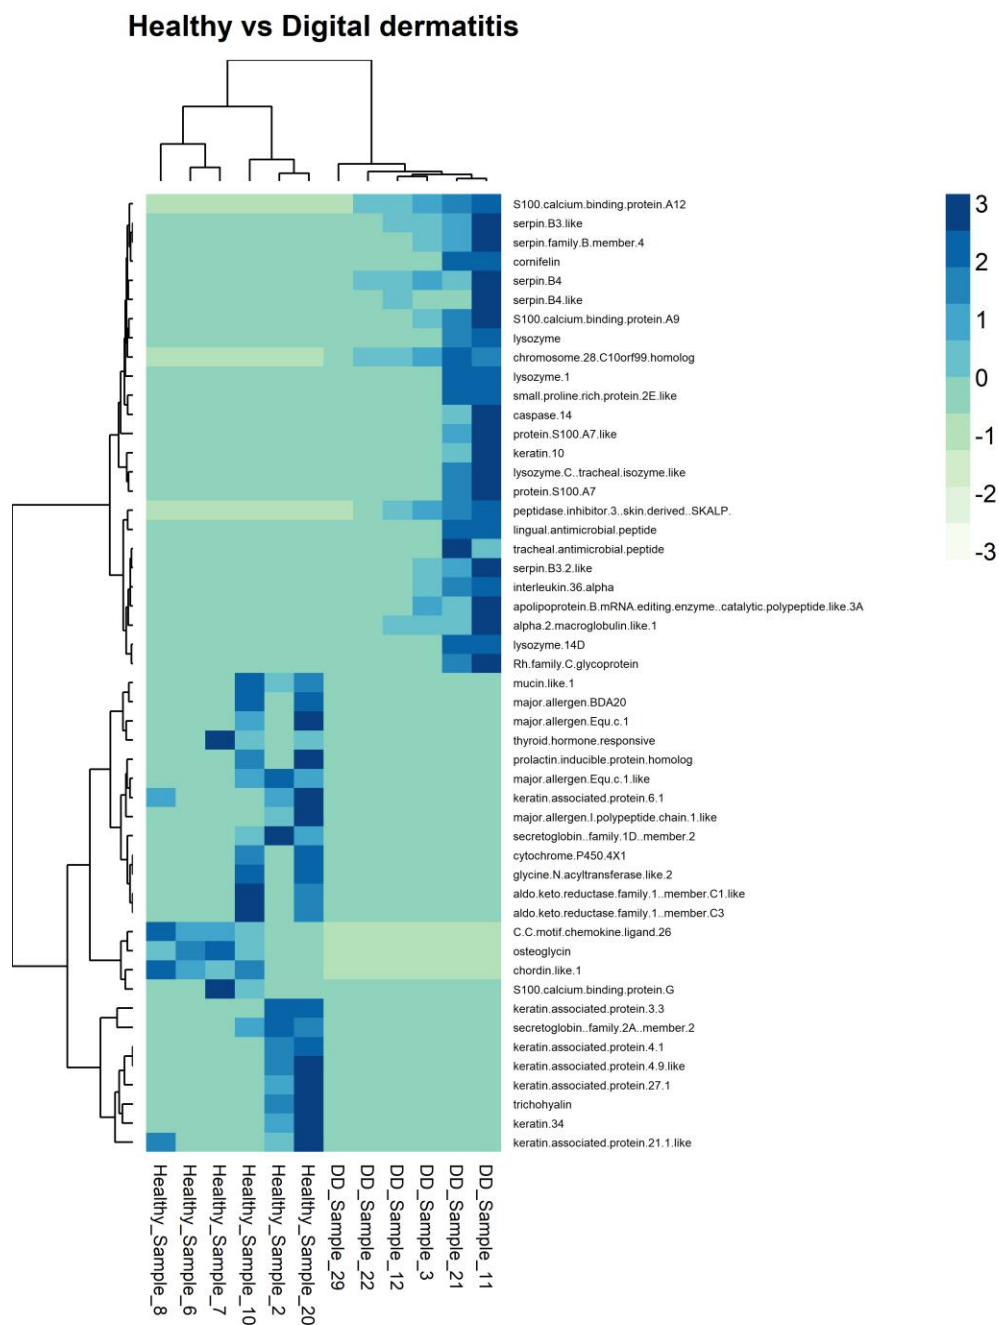 Healthy vs Digital dermatitis
S100.calcium.binding.protein.A12
serpin.B3.like
serpin.family.B.member.4
cornifelin
serpin.B4
serpin.B4.like
S100.calcium.binding.protein.A9
lysozyme
chromosome.28.C10orf99.homolog
lysozyme.1
small.proline.rich.protein.2E.like
caspase.14
protein.S100.A7.like
keratin.10
lysozyme.C..tracheal.isozyme.like
protein.S100.A7
peptidase.inhibitor.3..skin.derived..SKALP.
lingual.antimicrobial.peptide
tracheal.antimicrobial.peptide
serpin.B3.2.like
interleukin.36.alpha
apolipoprotein.B.mRNA.editing.enzyme..catalytic.polypeptide.like.3A
alpha.2.macroglobulin.like.1
lysozyme.14D
Rh.family.C.glycoprotein
mucin.like.1
major.allergen.BDA20
major.allergen.Equ.c.1
thyroid.hormone.responsive
prolactin.inducible.protein.homolog
major.allergen.Equ.c.1.like
keratin.associated.protein.6.1
major.allergen.I.polypeptide.chain.1.like
secretoglobin..family.1D..member.2
cytochrome.P450.4X1
glycine.N.acyltransferase.like.2
aldo.keto.reductase.family.1..member.C1.like
aldo.keto.reductase.family.1..member.C3
C.C.motif.chemokine.ligand.26
osteoglycin
chordin.like.1
S100.calcium.binding.protein.G
keratin.associated.protein.3.3
secretoglobin..family.2A..member.2
keratin.associated.protein.4.1
keratin.associated.protein.4.9.like
keratin.associated.protein.27.1
trichohyalin
keratin.34
keratin.associated.protein.21.1.like
3
2
1
0
-1
-2
-3
Healthy_Sample_8
Healthy_Sample_6
Healthy_Sample_7
Healthy_Sample_10
Healthy_Sample_2
Healthy_Sample_20
DD_Sample_29
DD_Sample_22
DD_Sample_12
DD_Sample_3
DD_Sample_21
DD_Sample_11